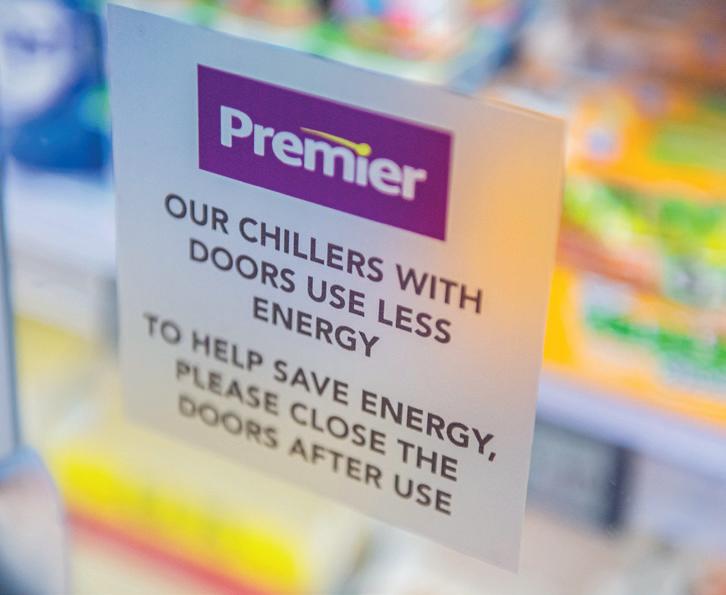 Premier
OUR CHILLERS WITH
DOORS USE LESS
ENERGY
TO HELP SAVE ENERGY,
PLEASE CLOSE THE
DOORS AFTER USE